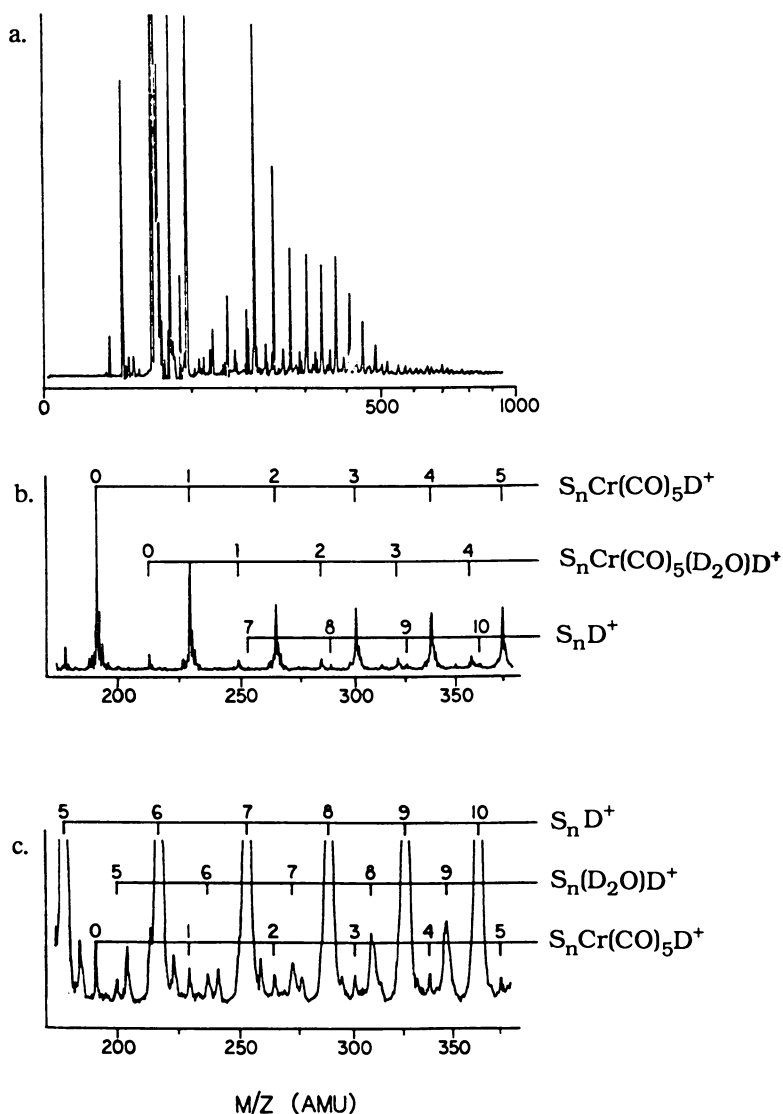 a.
0 500 1000
b.
0 1 2 3 4 5 SₙCr(CO)₅D⁺
0 1 2 3 4 SₙCr(CO)₅(D₂O)D⁺
7 8 9 10 SₙD⁺
200 250 300 350
c.
5 6 7 8 9 10 SₙD⁺
5 6 7 8 9 Sₙ(D₂O)D⁺
0 1 2 3 4 5 SₙCr(CO)₅D⁺
200 250 300 350
M/Z (AMU)